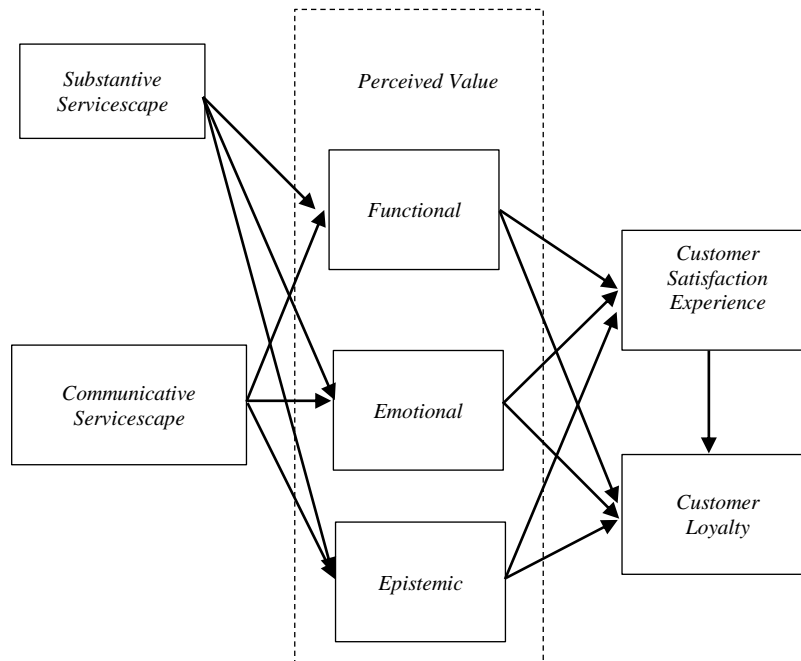 Substantive
Servicescape
Perceived Value
Functional
Customer
Satisfaction
Experience
Communicative
Servicescape
Emotional
Customer
Loyalty
Epistemic